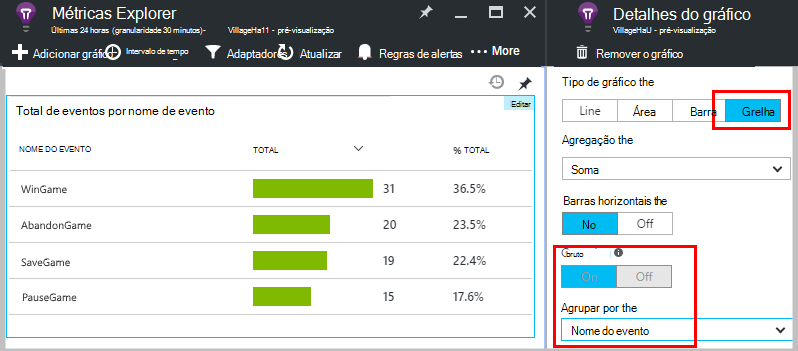 Métricas Explorer
Últimas 24 horas (granularidade 30 minutos)- VillageHa11 - pré-visualização
Adicionar gráfico Intervalo de tempo Adaptadores Atualizar Regras de alertas ••• More
Editar
Total de eventos por nome de evento
NOME DO EVENTO TOTAL % TOTAL
WinGame 31 36.5%
AbandonGame 20 23.5%
SaveGame 19 22.4%
PauseGame 15 17.6%
Detalhes do gráfico
VillageHaU - pré-visualização
Remover o gráfico
Tipo de gráfico the
Line Área Barra Grelha
Agregação the
Soma
Barras horizontais the
No Off
On Off
Agrupar por the
Nome do evento